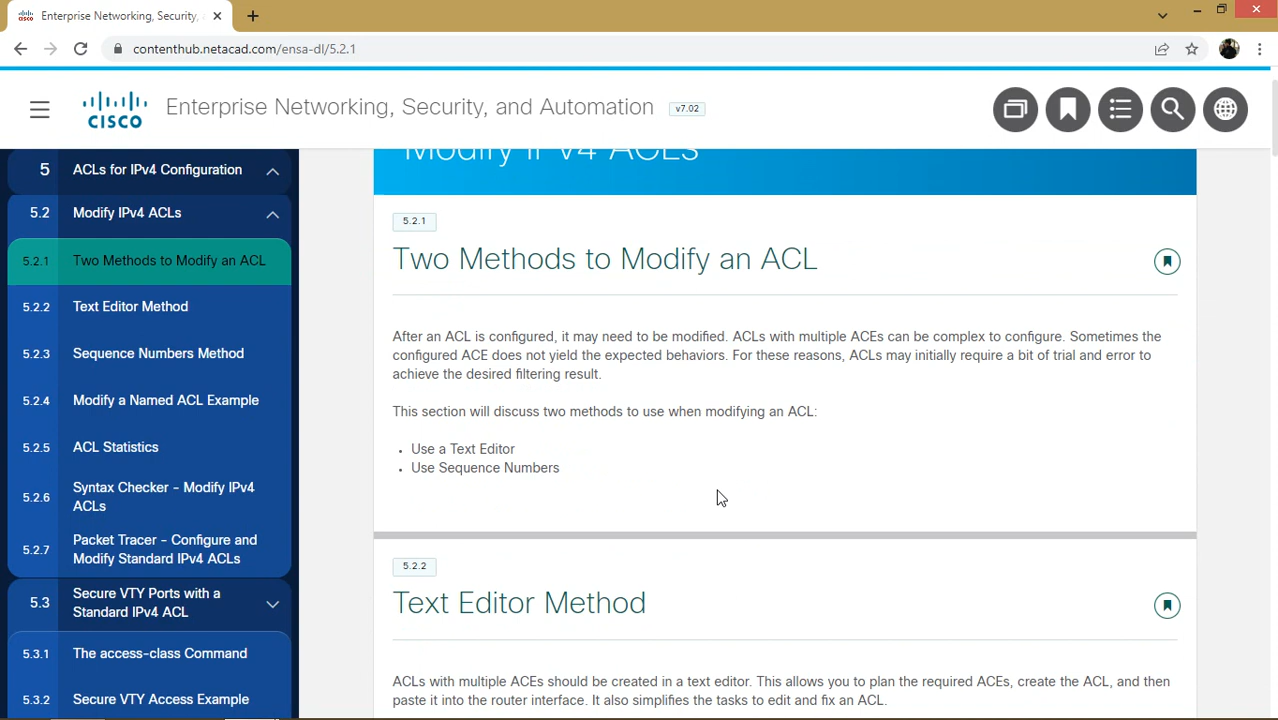 Enterprise Networking, Security,
contenthub.netacad.com/ensa-dl/5.2.1
CISCO
Enterprise Networking, Security, and Automation
v7.02
5 ACLs for IPv4 Configuration
5.2 Modify IPv4 ACLs
5.2.1 Two Methods to Modify an ACL
5.2.2 Text Editor Method
5.2.3 Sequence Numbers Method
5.2.4 Modify a Named ACL Example
5.2.5 ACL Statistics
5.2.6 Syntax Checker - Modify IPv4
ACLs
5.2.7 Packet Tracer - Configure and
Modify Standard IPv4 ACLs
5.3 Secure VTY Ports with a
Standard IPv4 ACL
5.3.1 The access-class Command
5.3.2 Secure VTY Access Example
Modify IPv4 ACLs
5.2.1
Two Methods to Modify an ACL
After an ACL is configured, it may need to be modified. ACLs with multiple ACEs can be complex to configure. Sometimes the
configured ACE does not yield the expected behaviors. For these reasons, ACLs may initially require a bit of trial and error to
achieve the desired filtering result.
This section will discuss two methods to use when modifying an ACL:
• Use a Text Editor
• Use Sequence Numbers
5.2.2
Text Editor Method
ACLs with multiple ACEs should be created in a text editor. This allows you to plan the required ACEs, create the ACL, and then
paste it into the router interface. It also simplifies the tasks to edit and fix an ACL.